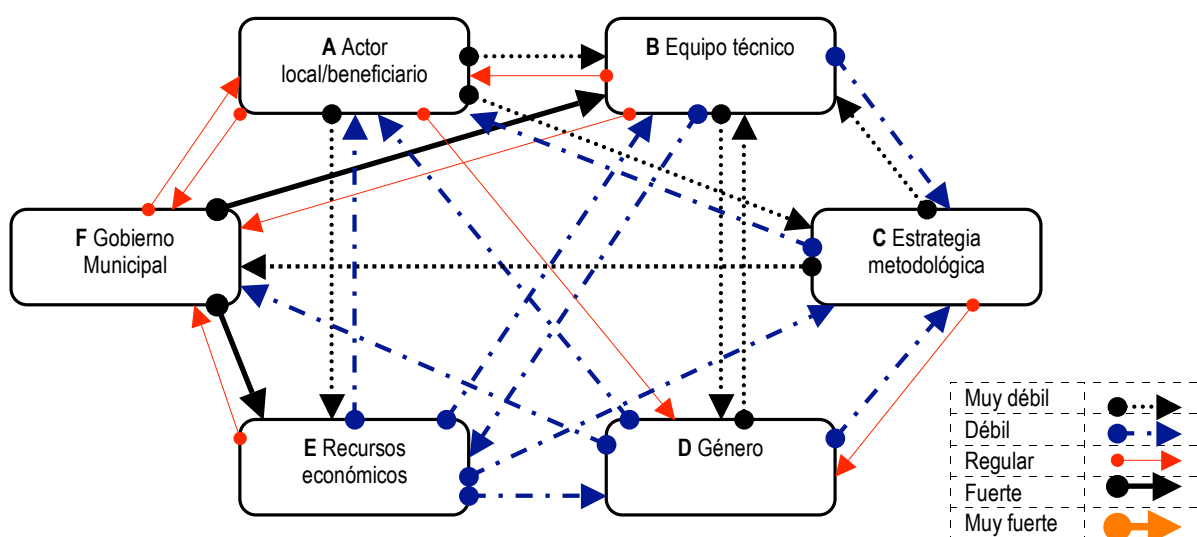 A Actor
local/beneficiario
B Equipo técnico
F Gobierno
Municipal
C Estrategia
metodológica
E Recursos
económicos
D Género
Muy débil
Débil
Regular
Fuerte
Muy fuerte